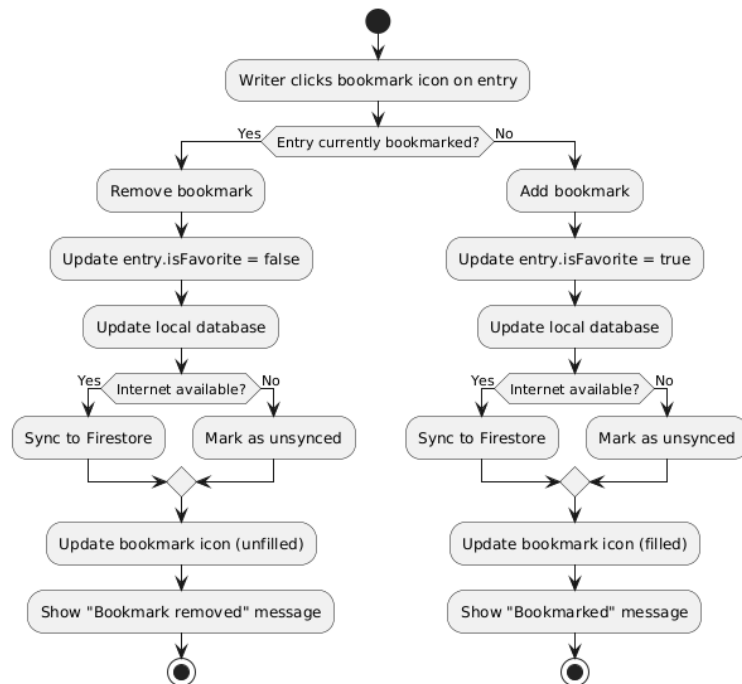 Writer clicks bookmark icon on entry
Yes
Entry currently bookmarked?
No
Remove bookmark
Add bookmark
Update entry.isFavorite = false
Update entry.isFavorite = true
Update local database
Update local database
Yes
Internet available?
No
Yes
Internet available?
No
Sync to Firestore
Mark as unsynced
Sync to Firestore
Mark as unsynced
Update bookmark icon (unfilled)
Update bookmark icon (filled)
Show "Bookmark removed" message
Show "Bookmarked" message